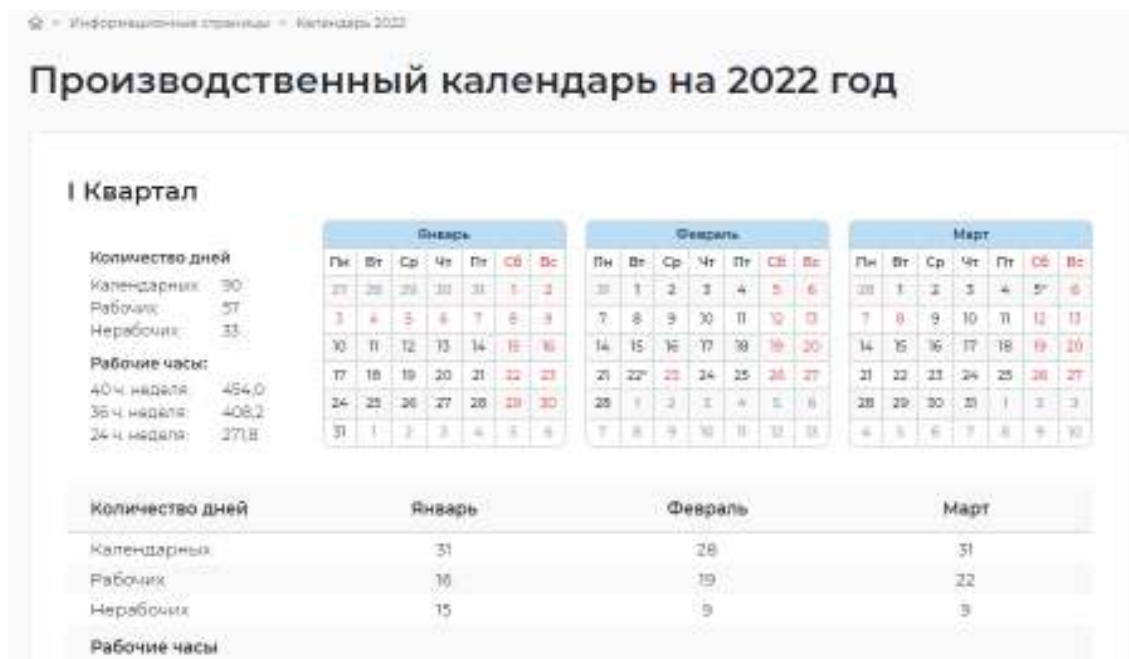 Информационные страницы Календарь 2022
Производственный календарь на 2022 год
I Квартал
Количество дней
Календарных 90
Рабочих 57
Нерабочих 33
Рабочие часы:
40 ч. неделя: 454,0
36 ч. неделя: 408,2
24 ч. неделя: 271,8
Январь
Пн Вт Ср Чт Пт Сб Вс
27 28 29 30 31 1 2
3 4 5 6 7 8 9
10 11 12 13 14 15 16
17 18 19 20 21 22 23
24 25 26 27 28 29 30
31 1 2 3 4 5 6
Февраль
Пн Вт Ср Чт Пт Сб Вс
31 1 2 3 4 5 6
7 8 9 10 11 12 13
14 15 16 17 18 19 20
21 22* 23 24 25 26 27
28 1 2 3 4 5 6
7 8 9 10 11 12 13
Март
Пн Вт Ср Чт Пт Сб Вс
28 1 2 3 4 5* 6
7 8 9 10 11 12 13
14 15 16 17 18 19 20
21 22 23 24 25 26 27
28 29 30 31 1 2 3
4 5 6 7 8 9 10
Количество дней Январь Февраль Март
Календарных 31 28 31
Рабочих 16 19 22
Нерабочих 15 9 9
Рабочие часы